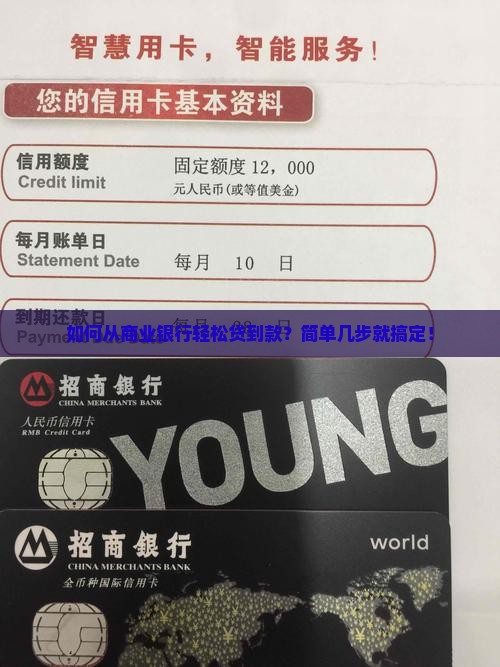 智慧用卡，智能服务！
您的信用卡基本资料
信用额度
固定额度 12，000
Credit limit
元人民币(或等值美金)
每月账单日
Statement Date
每月 10 日
到期还款日
如何从商业银行轻松贷到款？简单几步就搞定！
招商銀行
CHINA MERCHANTS BANK
人民币信用卡
RMB Credit Card
YOUNG
招商銀行
world
CHINA MERCHANTS BANK
全币种国际信用卡